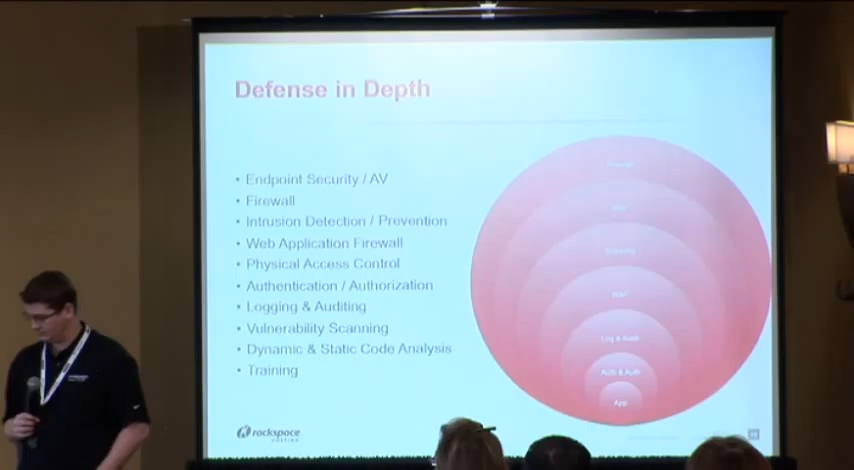 Defense in Depth
• Endpoint Security / AV
• Firewall
• Intrusion Detection / Prevention
• Web Application Firewall
• Physical Access Control
• Authentication / Authorization
• Logging & Auditing
• Vulnerability Scanning
• Dynamic & Static Code Analysis
• Training
Log & Audit
Auth & Auth
App
rackspace
HOSTING